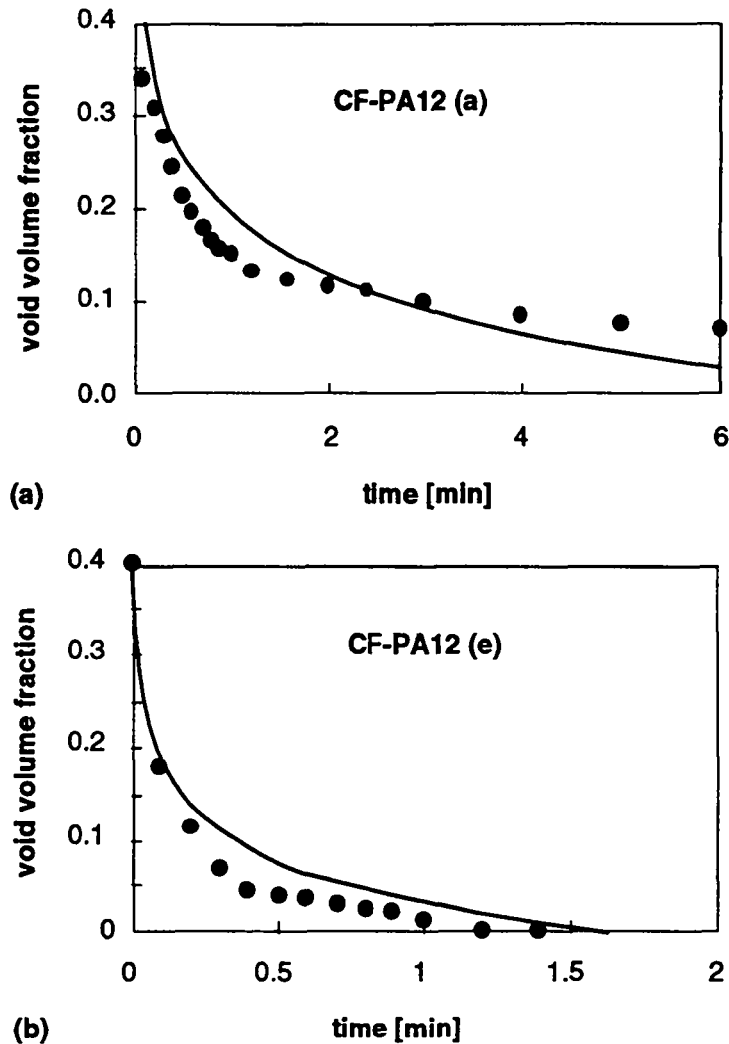 0.4
CF-PA12 (a)
0.3
0.2
0.1
0.0
void volume fraction
0 2 4 6
(a) time [min]
0.4
CF-PA12 (e)
0.3
0.2
0.1
0
void volume fraction
0 0.5 1 1.5 2
(b) time [min]